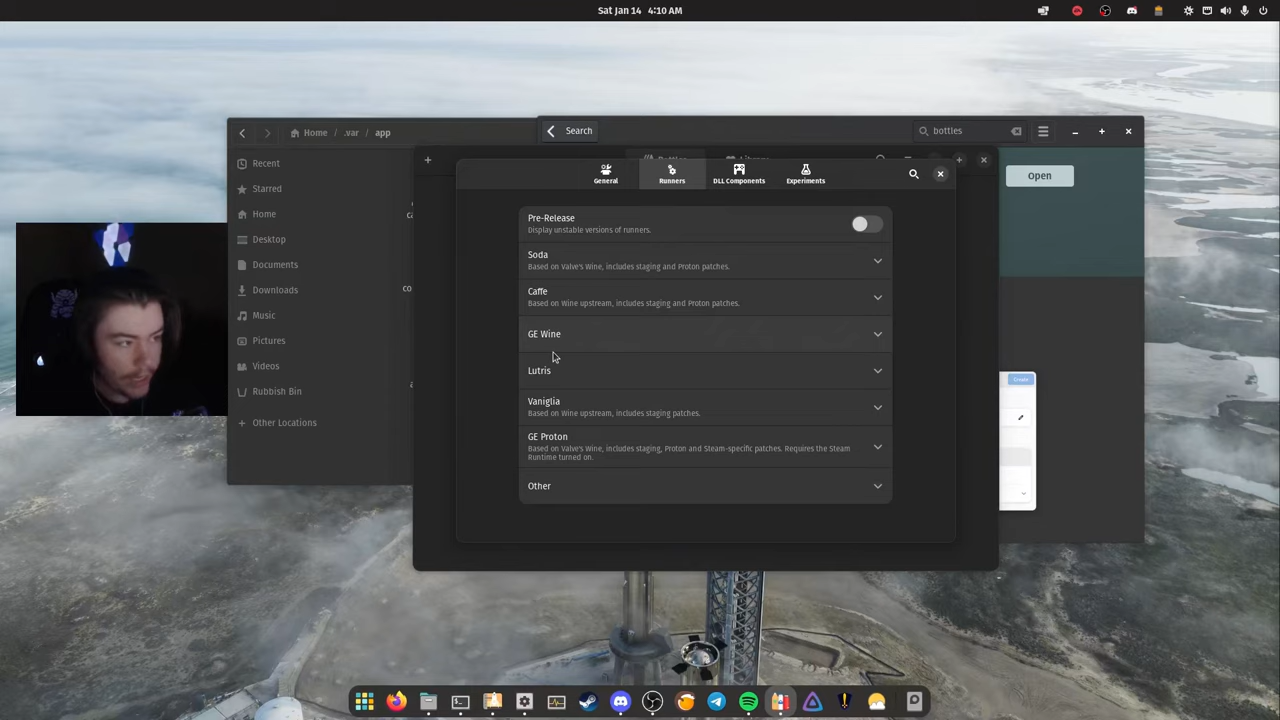 Sat Jan 14 4:10 AM
Home / .var / app
Search
bottles
Recent
Starred
Home
Desktop
Documents
Downloads
Music
Pictures
Videos
Rubbish Bin
Other Locations
Open
General
Runners
DLL Components
Experiments
Pre-Release
Display unstable versions of runners.
Soda
Based on Valve's Wine, includes staging and Proton patches.
Caffe
Based on Wine upstream, includes staging and Proton patches.
GE Wine
Lutris
Vaniglia
Based on Wine upstream, includes staging patches.
GE Proton
Based on Valve's Wine, includes staging, Proton and Steam-specific patches. Requires the Steam
Runtime turned on.
Other
Create